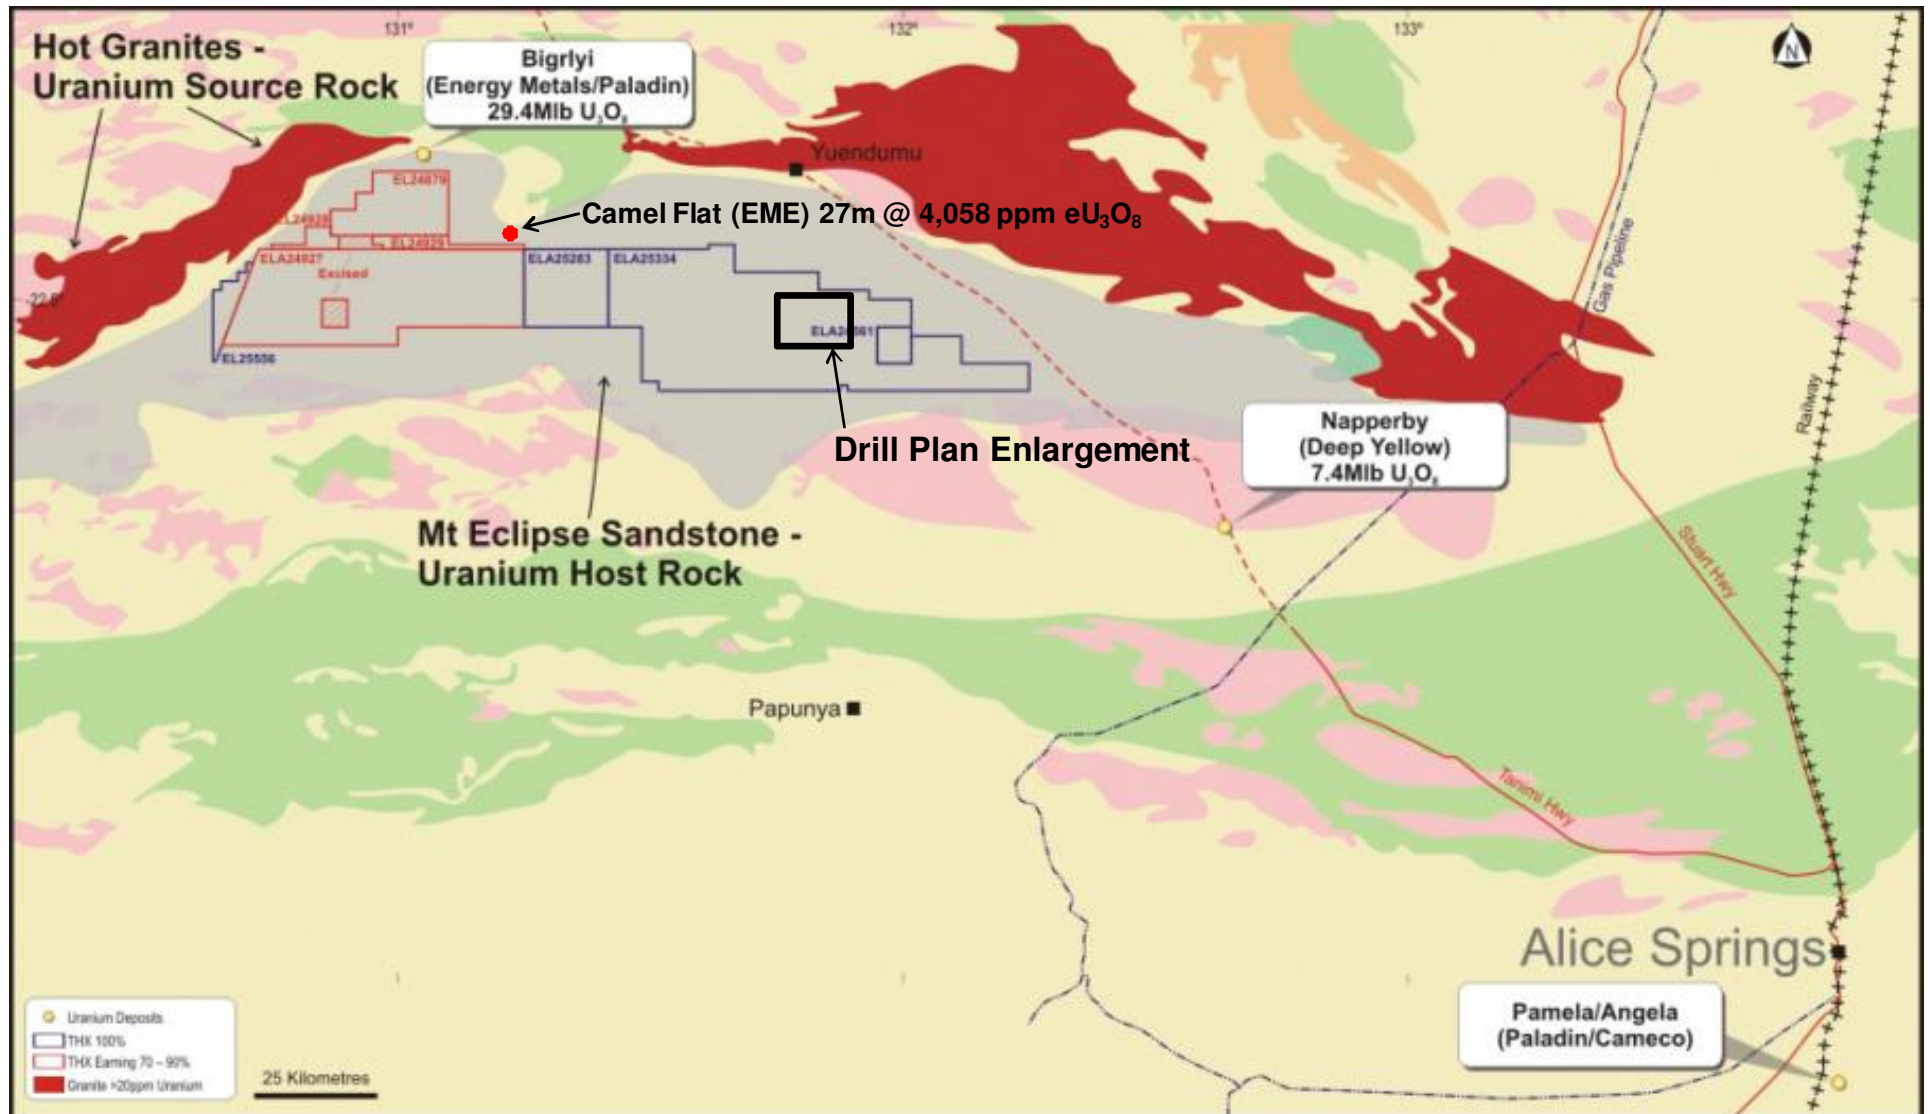 131°
132°
133°
Hot Granites -
Uranium Source Rock
Bigrlyi
(Energy Metals/Paladin)
29.4Mlb U₃O₈
N
Yuendumu
EL24879
Camel Flat (EME) 27m @ 4,058 ppm eU₃O₈
EL24929
ELA24927
Excised
ELA25283
ELA25334
Gas Pipeline
EL25556
Drill Plan Enlargement
Napperby
(Deep Yellow)
7.4Mlb U₃O₈
Railway
Mt Eclipse Sandstone -
Uranium Host Rock
Stuart Hwy
Papunya
Tanimi Hwy
Alice Springs
Pamela/Angela
(Paladin/Cameco)
Uranium Deposits
THX 100%
THX Earning 70 – 90%
Granite >20ppm Uranium
25 Kilometres